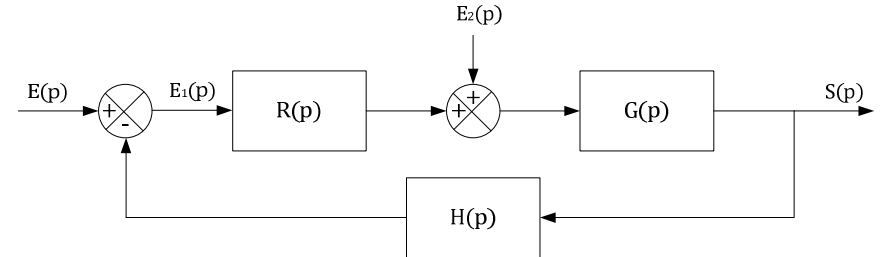 E₂(p)
E(p)
+
-
E₁(p)
R(p)
+
+
G(p)
S(p)
H(p)